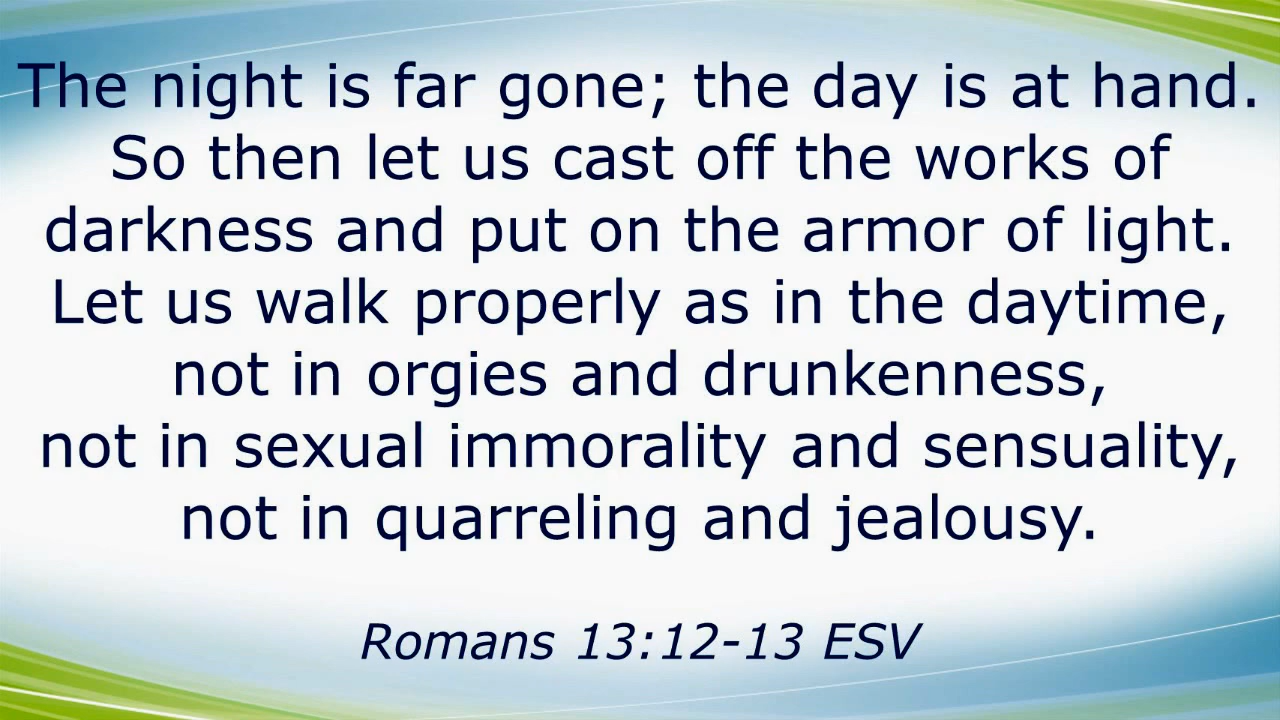 The night is far gone; the day is at hand.
So then let us cast off the works of
darkness and put on the armor of light.
Let us walk properly as in the daytime,
not in orgies and drunkenness,
not in sexual immorality and sensuality,
not in quarreling and jealousy.
Romans 13:12-13 ESV